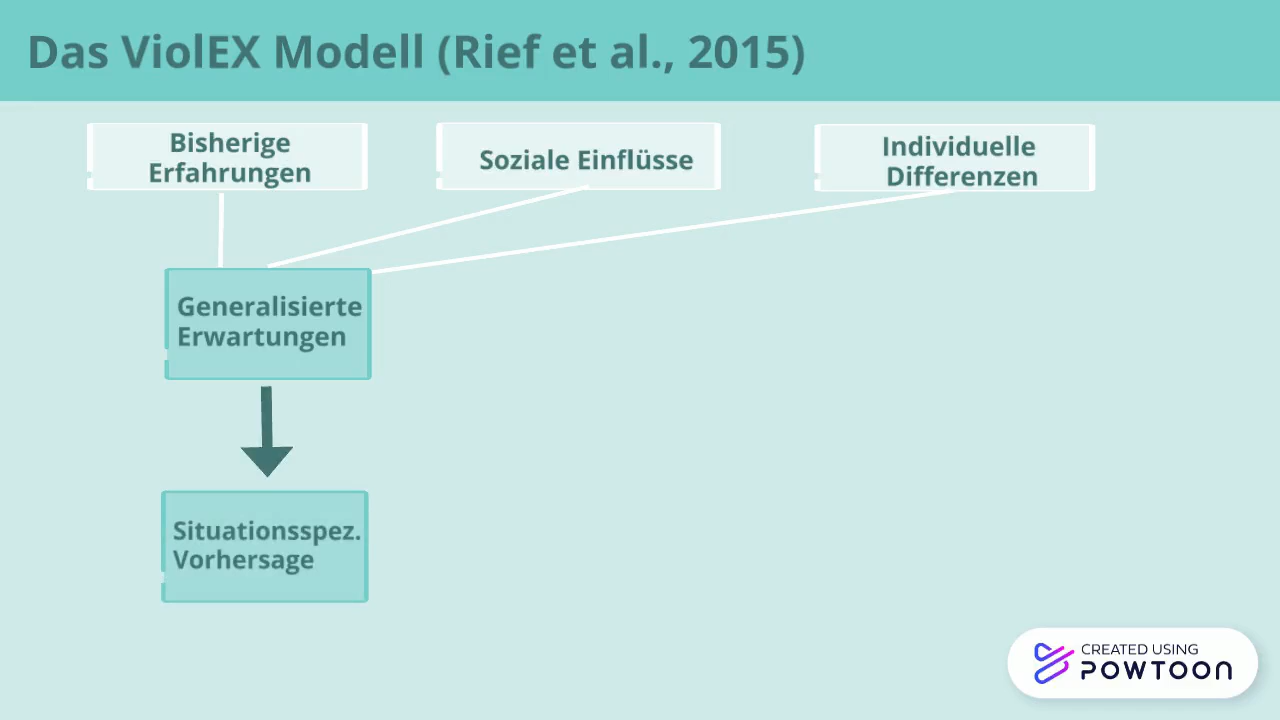 Das ViolEX Modell (Rief et al., 2015)
Bisherige
Erfahrungen
Soziale Einflüsse
Individuelle
Differenzen
Generalisierte
Erwartungen
Situationsspez.
Vorhersage
CREATED USING
POWTOON